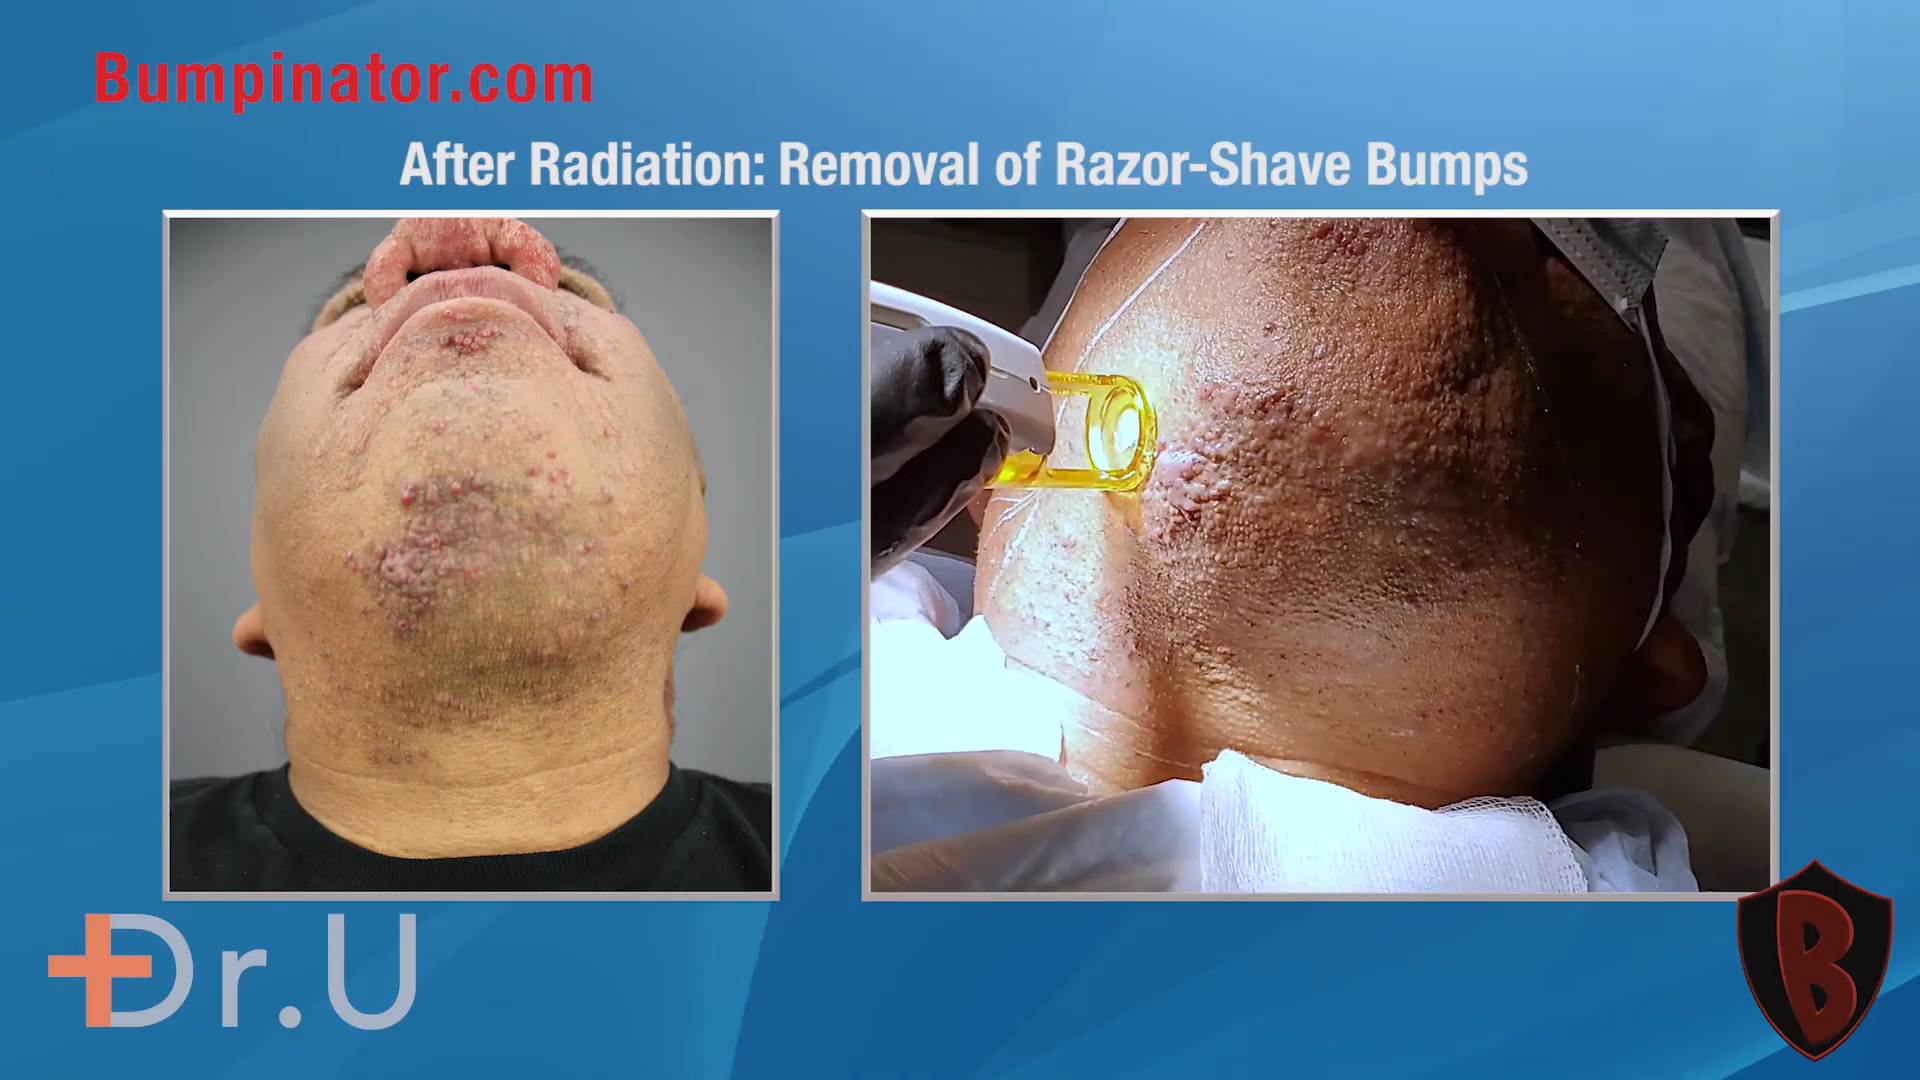 Bumpinator.com
After Radiation: Removal of Razor-Shave Bumps
Dr.U
B